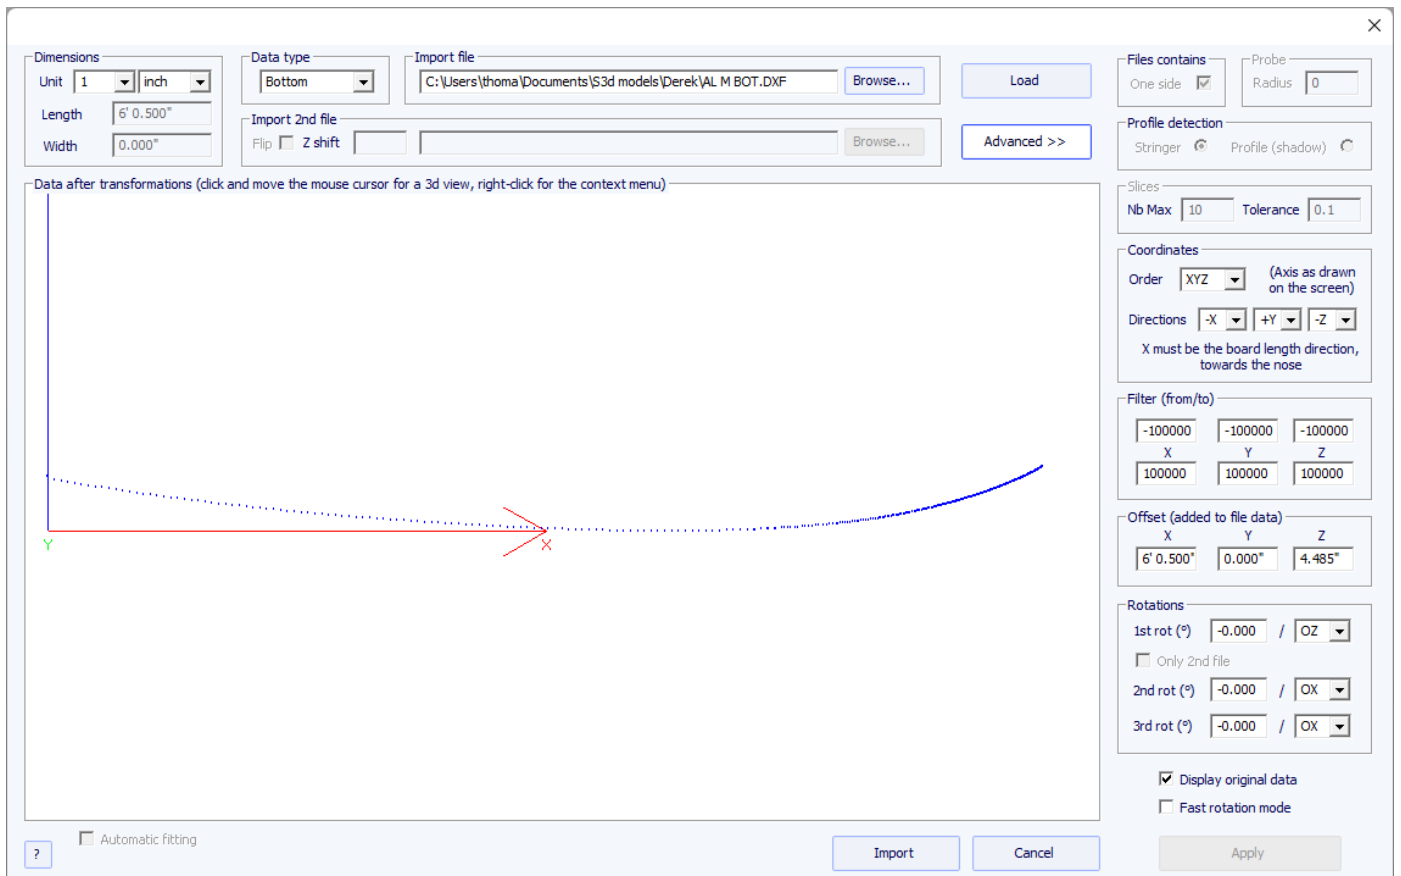 Dimensions
Unit 1 inch
Length 6' 0.500"
Width 0.000"
Data type
Bottom
Import file
C:\Users\thoma\Documents\S3d models\Derek\AL M BOT.DXF Browse...
Import 2nd file
Flip Z shift Browse...
Load
Advanced >>
Files contains
One side
Probe
Radius 0
Profile detection
Stringer Profile (shadow)
Slices
Nb Max 10 Tolerance 0.1
Data after transformations (click and move the mouse cursor for a 3d view, right-click for the context menu)
Y
X
Coordinates
Order XYZ (Axis as drawn
on the screen)
Directions -X +Y -Z
X must be the board length direction,
towards the nose
Filter (from/to)
-100000 -100000 -100000
X Y Z
100000 100000 100000
Offset (added to file data)
X Y Z
6' 0.500" 0.000" 4.485"
Rotations
1st rot (º) -0.000 / OZ
Only 2nd file
2nd rot (º) -0.000 / OX
3rd rot (º) -0.000 / OX
Display original data
Fast rotation mode
? Automatic fitting
Import Cancel Apply